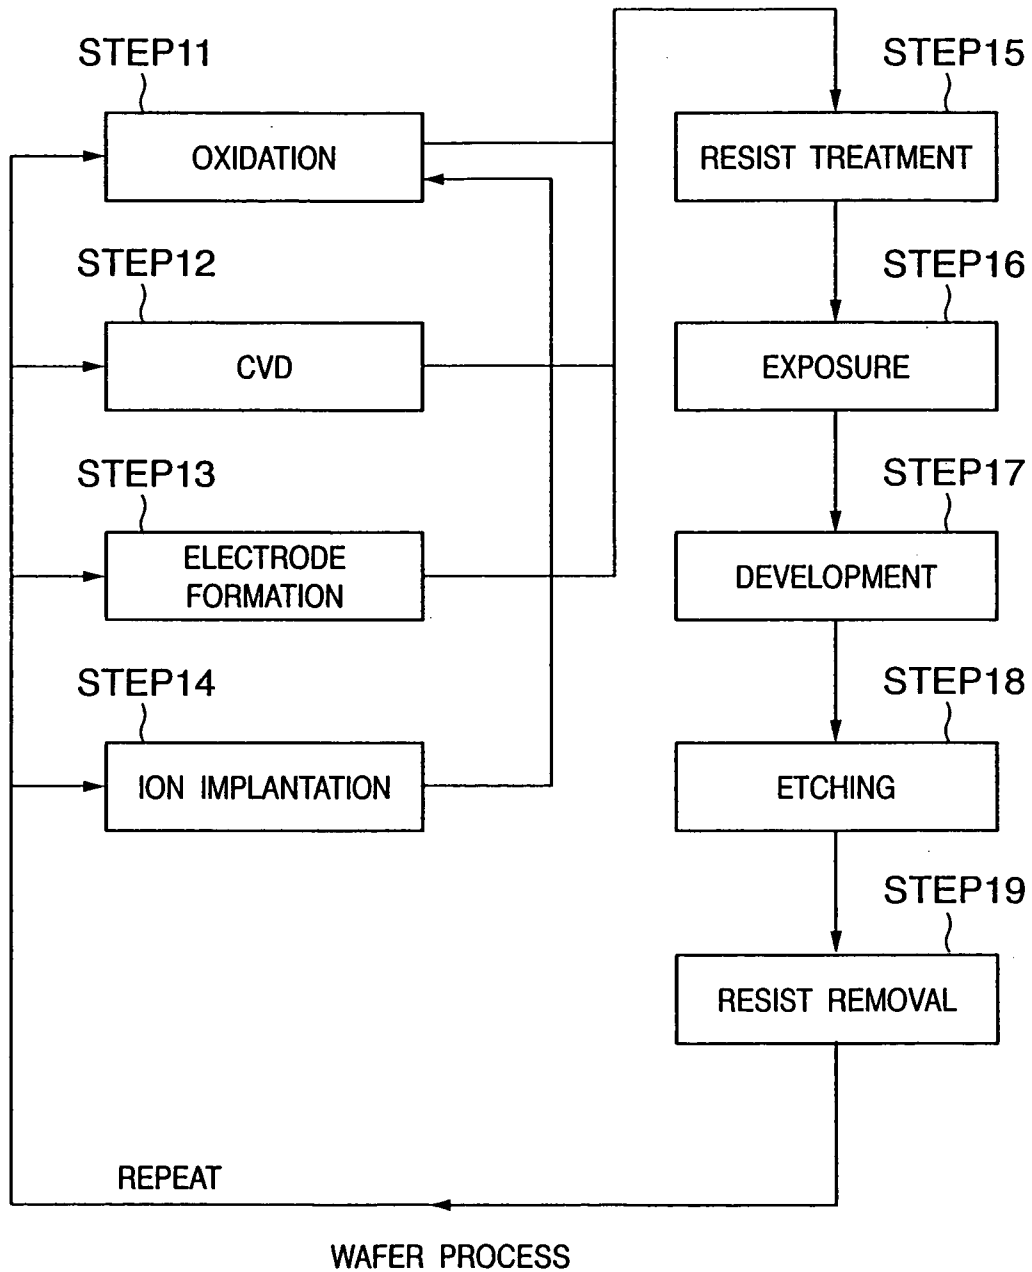 STEP11
OXIDATION
STEP12
CVD
STEP13
ELECTRODE
FORMATION
STEP14
ION IMPLANTATION
STEP15
RESIST TREATMENT
STEP16
EXPOSURE
STEP17
DEVELOPMENT
STEP18
ETCHING
STEP19
RESIST REMOVAL
REPEAT
WAFER PROCESS